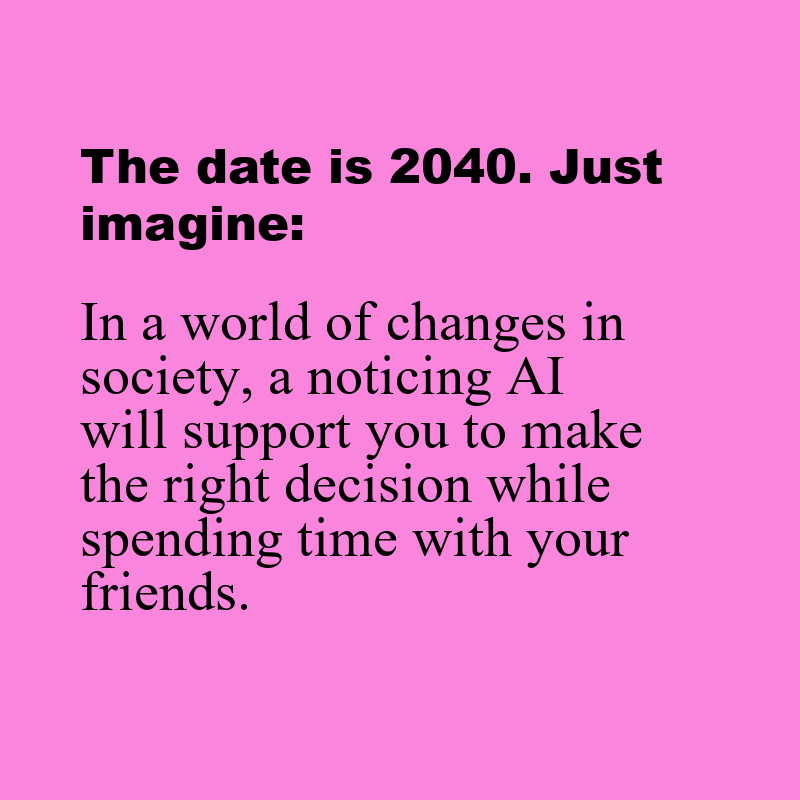 The date is 2040. Just
imagine:
In a world of changes in
society, a noticing AI
will support you to make
the right decision while
spending time with your
friends.